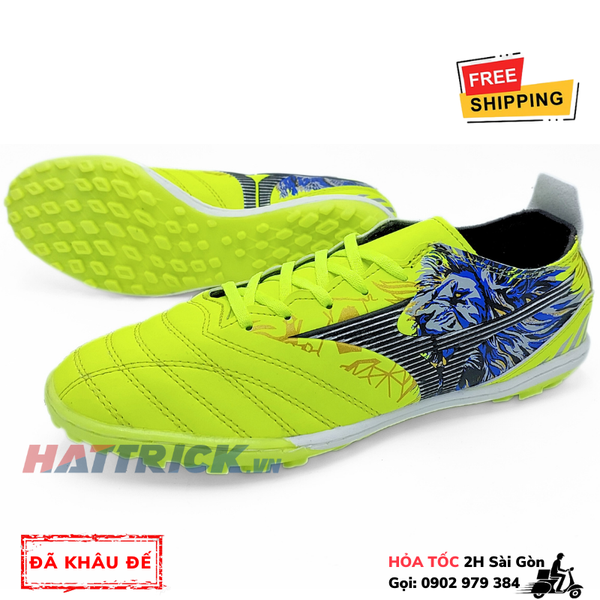 FREE
SHIPPING
HATTRICK.VN
ĐÃ KHÂU ĐẾ
HỎA TỐC 2H Sài Gòn
Gọi: 0902 979 384